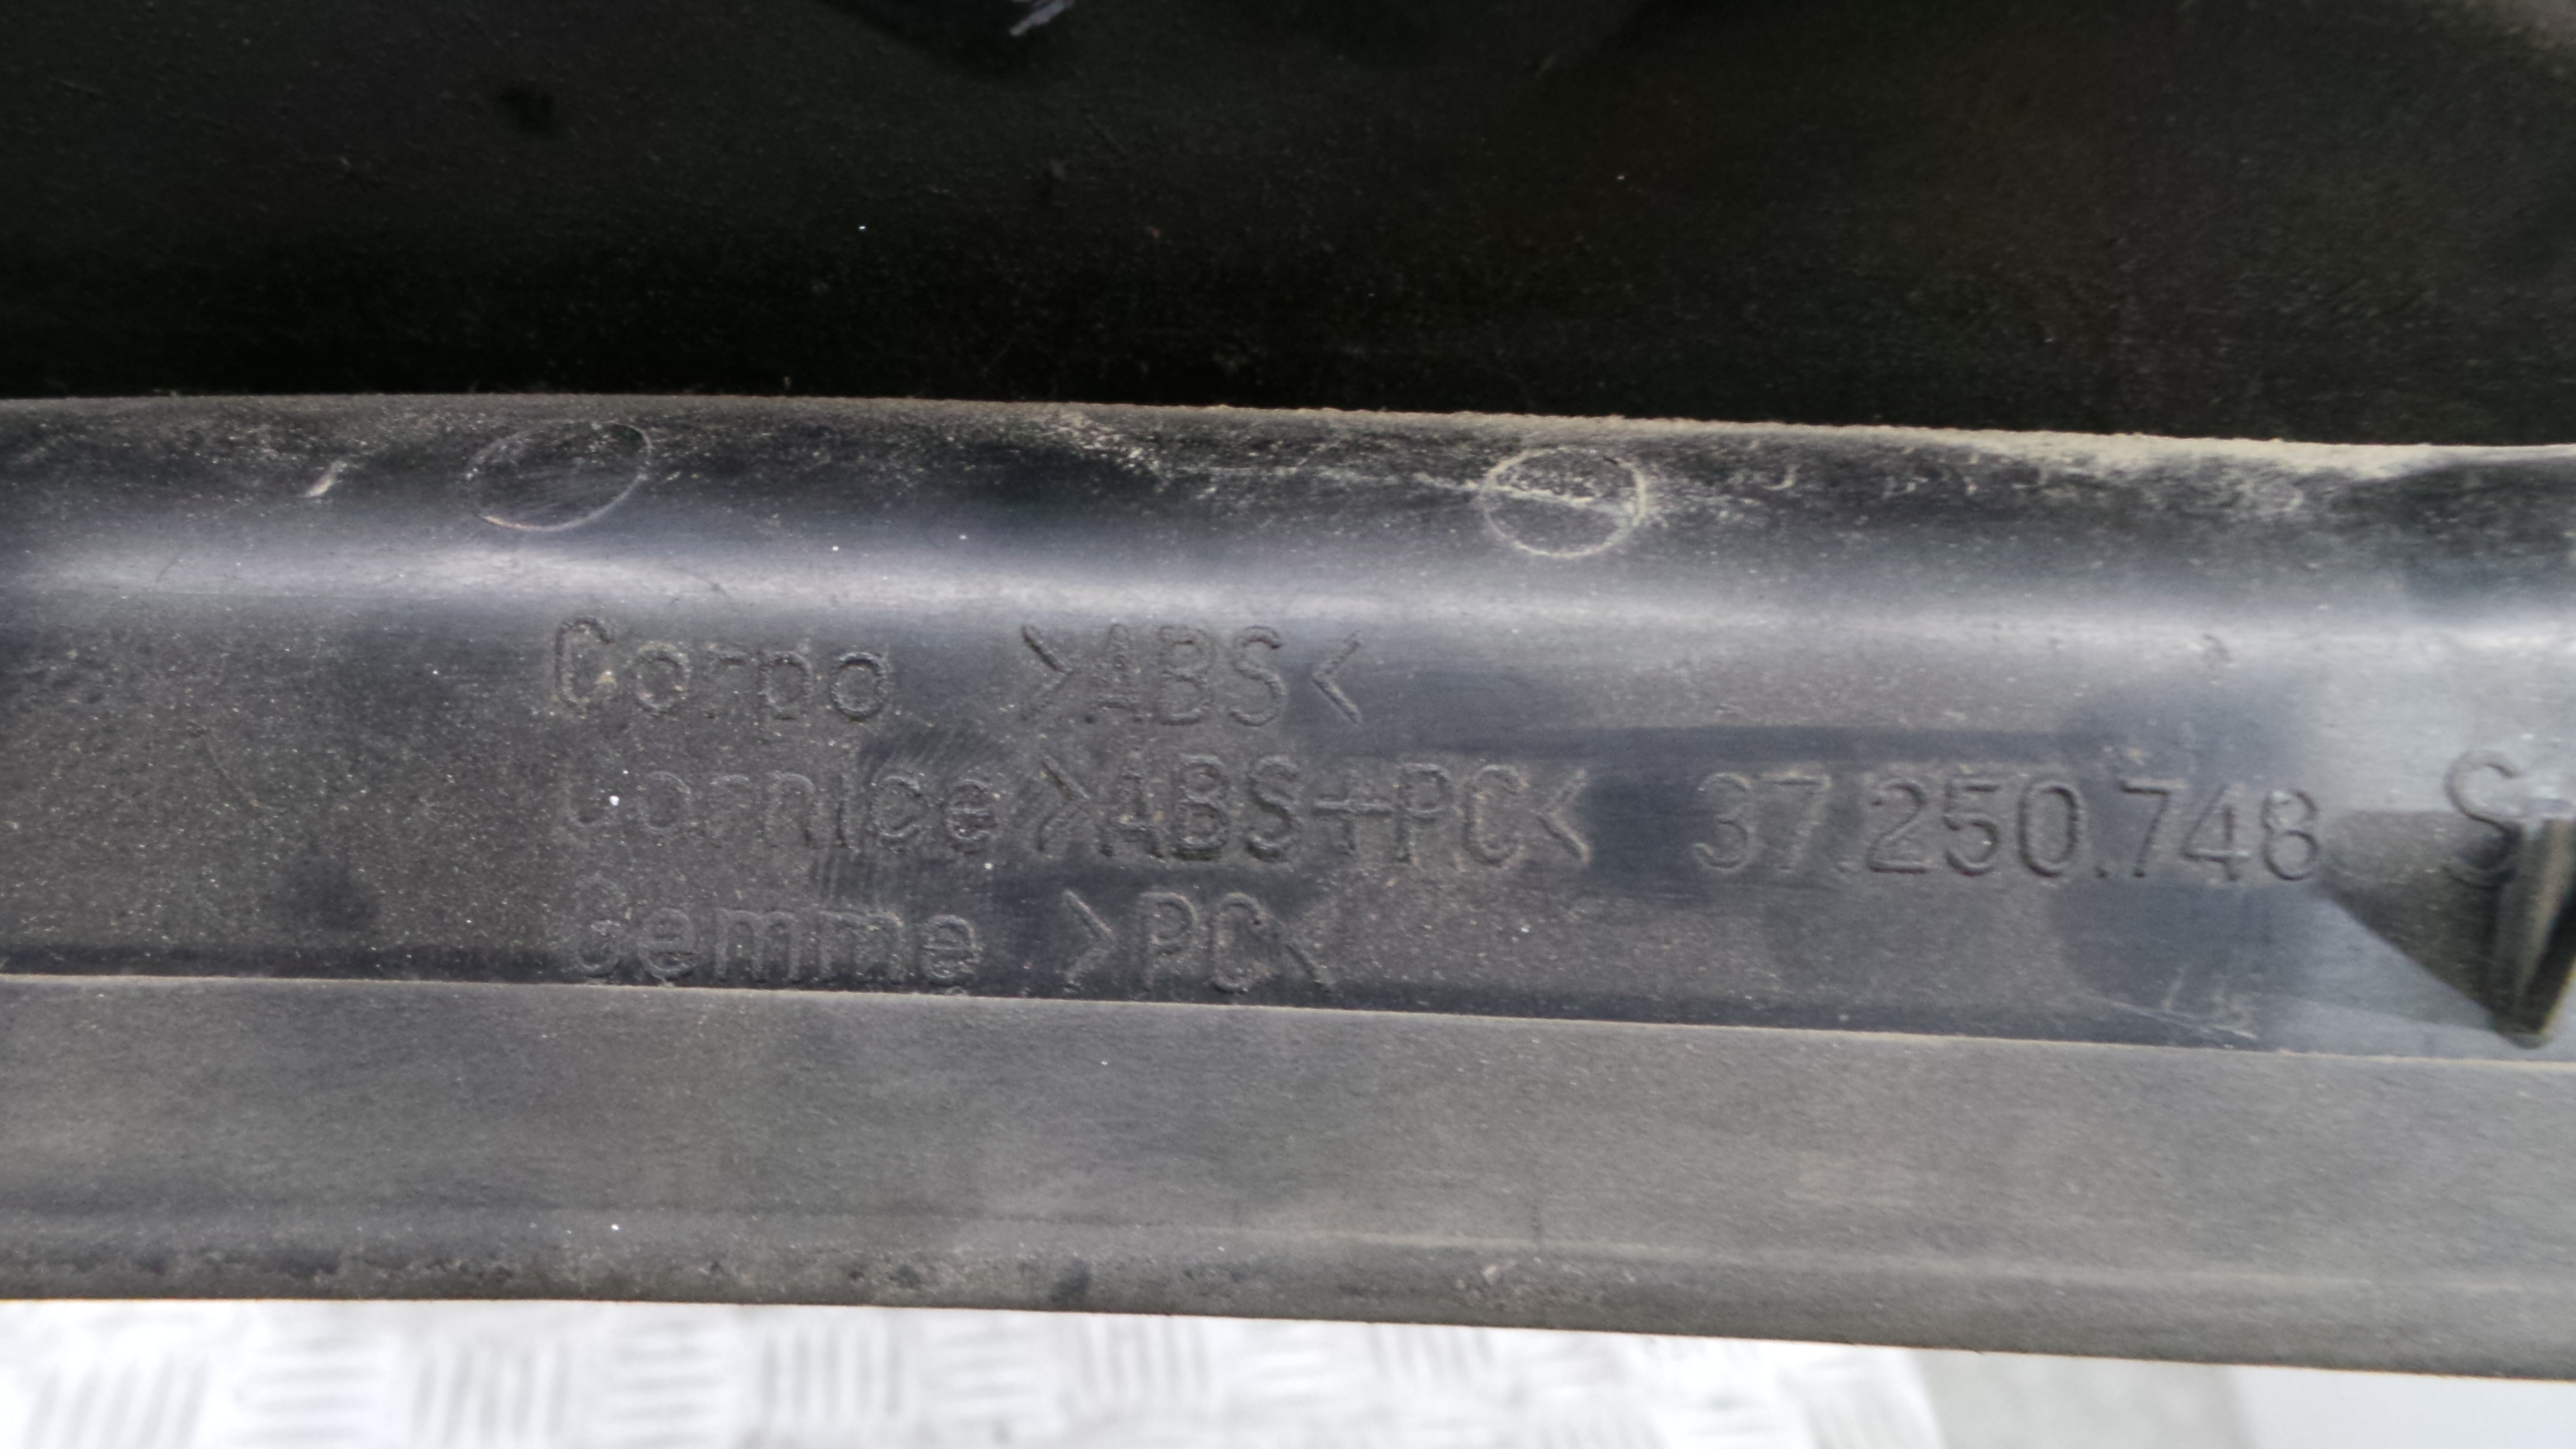 Corpo >ABS<
Cornice >ABS+PC< 37.250.748 S
Gemme >PC<